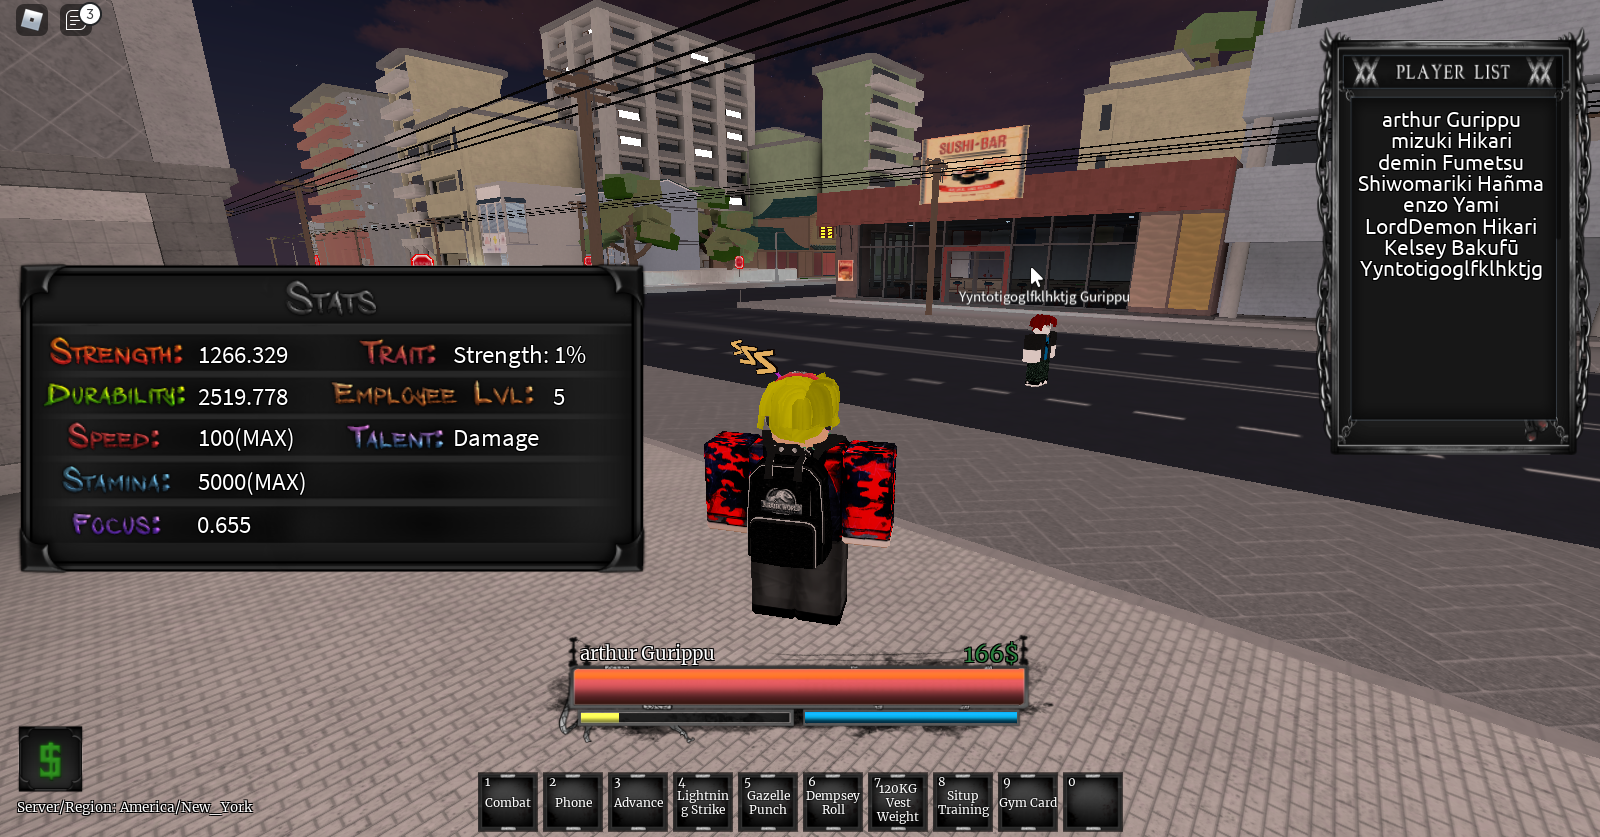 3
SUSHI-BAR
PLAYER LIST
arthur Gurippu
mizuki Hikari
demin Fumetsu
Shiwomariki Hañma
enzo Yami
LordDemon Hikari
Kelsey Bakufū
Yyntotigoglfklhktjg
Yyntotigoglfklhktjg Gurippu
STATS
STRENGTH: 1266.329 TRAIT: Strength: 1%
DURABILITY: 2519.778 EMPLOYEE LVL: 5
SPEED: 100(MAX) TALENT: Damage
STAMINA: 5000(MAX)
FOCUS: 0.655
JURASSIC WORLD
arthur Gurippu 166$
$
Server/Region: America/New_York
1 Combat
2 Phone
3 Advance
4 Lightnin
g Strike
5 Gazelle
Punch
6 Dempsey
Roll
7 120KG
Vest
Weight
8 Situp
Training
9 Gym Card
0